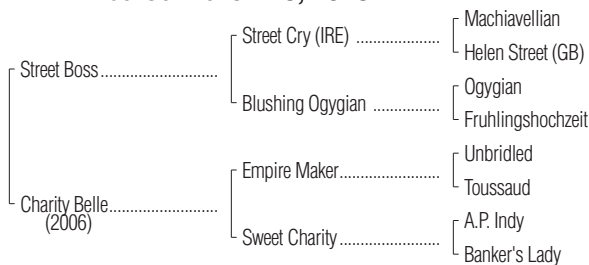 Street Boss
Charity Belle
(2006)
Street Cry (IRE)
Blushing Ogygian
Empire Maker
Sweet Charity
Machiavellian
Helen Street (GB)
Ogygian
Fruhlingshochzeit
Unbridled
Toussaud
A.P. Indy
Banker's Lady